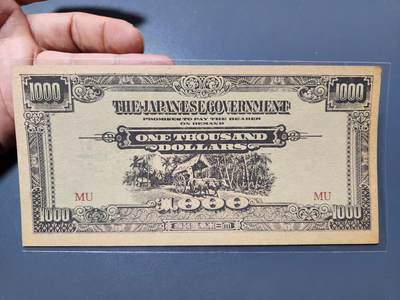 1000 1000
THE JAPANESE GOVERNMENT
PROMISES TO PAY THE BEARER
ON DEMAND
ONE THOUSAND
DOLLARS
MU MU
1000 1000 1000